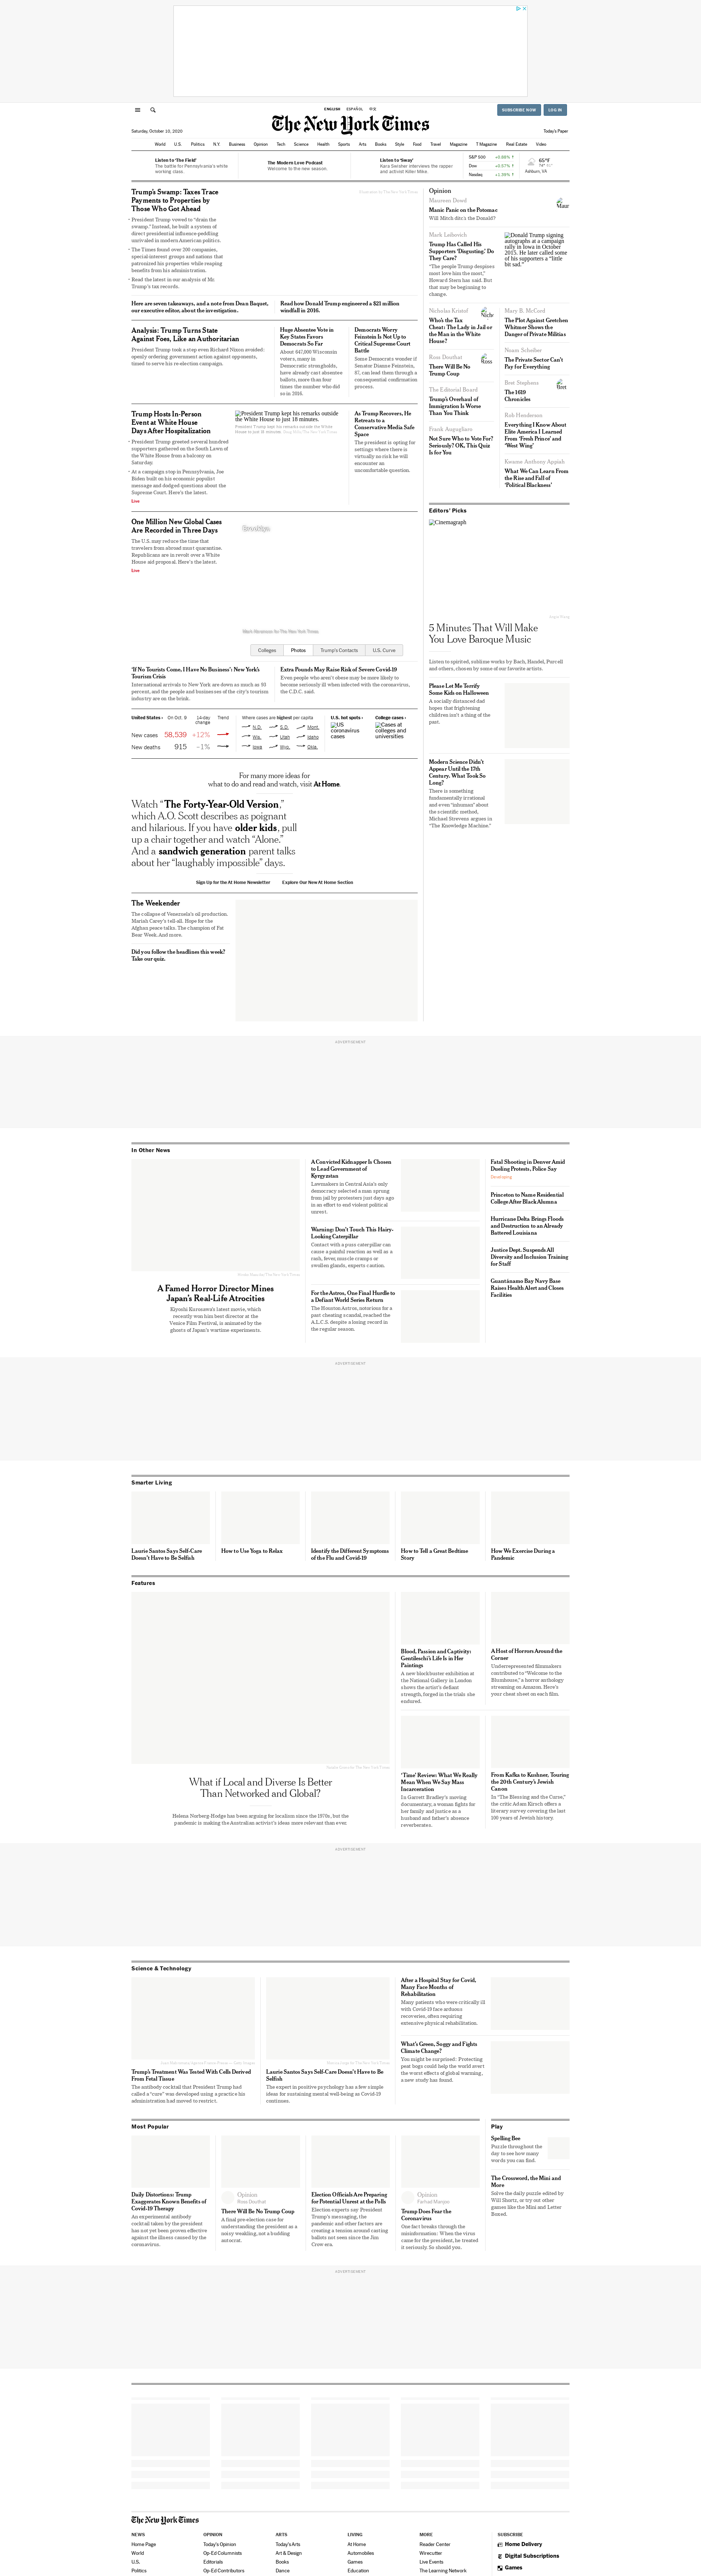 ENGLISH
ESPAÑOL
中文
SUBSCRIBE NOW
LOG IN
The New York Times
Saturday, October 10, 2020
Today's Paper
World
U.S.
Politics
N.Y.
Business
Opinion
Tech
Science
Health
Sports
Arts
Books
Style
Food
Travel
Magazine
T Magazine
Real Estate
Video
Listen to 'The Field'
The battle for Pennsylvania's white
working class.
The Modern Love Podcast
Welcome to the new season.
Listen to 'Sway'
Kara Swisher interviews the rapper
and activist Killer Mike.
S&P 500 +0.88% ↑
Dow +0.57% ↑
Nasdaq +1.39% ↑
65°F
Ashburn, VA
Trump's Swamp: Taxes Trace
Payments to Properties by
Those Who Got Ahead
• President Trump vowed to "drain the
swamp." Instead, he built a system of
direct presidential influence-peddling
unrivaled in modern American politics.
• The Times found over 200 companies,
special-interest groups and nations that
patronized his properties while reaping
benefits from his administration.
• Read the latest in our analysis of Mr.
Trump's tax records.
Here are seven takeaways, and a note from Dean Baquet,
our executive editor, about the investigation.
Read how Donald Trump engineered a $21 million
windfall in 2016.
Analysis: Trump Turns State
Against Foes, Like an Authoritarian
President Trump took a step even Richard Nixon avoided:
openly ordering government action against opponents,
timed to serve his re-election campaign.
Huge Absentee Vote in
Key States Favors
Democrats So Far
About 647,000 Wisconsin
voters, many in
Democratic strongholds,
have already cast absentee
ballots, more than four
times the number who did
so in 2016.
Democrats Worry
Feinstein Is Not Up to
Critical Supreme Court
Battle
Some Democrats wonder if
Senator Dianne Feinstein,
87, can lead them through a
consequential confirmation
process.
Trump Hosts In-Person
Event at White House
Days After Hospitalization
• President Trump greeted several hundred
supporters gathered on the South Lawn of
the White House from a balcony on
Saturday.
• At a campaign stop in Pennsylvania, Joe
Biden built on his economic populist
message and dodged questions about the
Supreme Court. Here's the latest.
Live
President Trump kept his remarks outside
the White House to just 18 minutes.
President Trump kept his remarks outside the White
House to just 18 minutes.
As Trump Recovers, He
Retreats to a
Conservative Media Safe
Space
The president is opting for
settings where there is
virtually no risk he will
encounter an
uncomfortable question.
One Million New Global Cases
Are Recorded in Three Days
The U.S. may reduce the time that
travelers from abroad must quarantine.
Republicans are in revolt over a White
House aid proposal. Here's the latest.
Live
Brooklyn
Mark Abramson for The New York Times
Colleges
Photos
Trump's Contacts
U.S. Curve
'If No Tourists Come, I Have No Business': New York's
Tourism Crisis
International arrivals to New York are down as much as 93
percent, and the people and businesses of the city's tourism
industry are on the brink.
Extra Pounds May Raise Risk of Severe Covid-19
Even people who aren't obese may be more likely to
become seriously ill when infected with the coronavirus,
the C.D.C. said.
United States ›
On Oct. 9
14-day
change
Trend
New cases 58,539 +12%
New deaths 915 −1%
Where cases are highest per capita
N.D.
S.D.
Mont.
Wis.
Utah
Idaho
Iowa
Wyo.
Okla.
U.S. hot spots ›
US
coronavirus
cases
College cases ›
Cases at
colleges and
universities
For many more ideas for
what to do and read and watch, visit At Home.
Watch "The Forty-Year-Old Version,"
which A.O. Scott describes as poignant
and hilarious. If you have older kids, pull
up a chair together and watch "Alone."
And a sandwich generation parent talks
about her "laughably impossible" days.
Sign Up for the At Home Newsletter
Explore Our New At Home Section
The Weekender
The collapse of Venezuela's oil production.
Mariah Carey's tell-all. Hope for the
Afghan peace talks. The champion of Fat
Bear Week. And more.
Did you follow the headlines this week?
Take our quiz.
Opinion
Maureen Dowd
Manic Panic on the Potomac
Will Mitch ditch the Donald?
Mark Leibovich
Trump Has Called His
Supporters 'Disgusting.' Do
They Care?
"The people Trump despises
most love him the most,"
Howard Stern has said. But
that may be beginning to
change.
Donald Trump signing
autographs at a campaign
rally in Iowa in October
2015. He later called some
of his supporters a "little
bit sad."
Nicholas Kristof
Who's the Tax
Cheat: The Lady in Jail or
the Man in the White
House?
Ross Douthat
There Will Be No
Trump Coup
The Editorial Board
Trump's Overhaul of
Immigration Is Worse
Than You Think
Frank Augugliaro
Not Sure Who to Vote For?
Seriously? OK, This Quiz
Is for You
Mary B. McCord
The Plot Against Gretchen
Whitmer Shows the
Danger of Private Militias
Noam Scheiber
The Private Sector Can't
Pay for Everything
Bret Stephens
The 1619
Chronicles
Rob Henderson
Everything I Know About
Elite America I Learned
From 'Fresh Prince' and
'West Wing'
Kwame Anthony Appiah
What We Can Learn From
the Rise and Fall of
'Political Blackness'
Editors' Picks
Cinemagraph
5 Minutes That Will Make
You Love Baroque Music
Listen to spirited, sublime works by Bach, Handel, Purcell
and others, chosen for you by some of our favorite artists.
Please Let Me Terrify
Some Kids on Halloween
A socially distanced dad
hopes that frightening
children isn't a thing of the
past.
Modern Science Didn't
Appear Until the 17th
Century. What Took So
Long?
There is something
fundamentally irrational
and even "inhuman" about
the scientific method,
Michael Strevens argues in
"The Knowledge Machine."
ADVERTISEMENT
In Other News
A Famed Horror Director Mines
Japan's Real-Life Atrocities
Kiyoshi Kurosawa's latest movie, which
recently won him best director at the
Venice Film Festival, is animated by the
ghosts of Japan's wartime experiments.
A Convicted Kidnapper Is Chosen
to Lead Government of
Kyrgyzstan
Lawmakers in Central Asia's only
democracy selected a man sprung
from jail by protesters just days ago
in an effort to end violent political
unrest.
Warning: Don't Touch This Hairy-
Looking Caterpillar
Contact with a puss caterpillar can
cause a painful reaction as well as a
rash, fever, muscle cramps or
swollen glands, experts caution.
For the Astros, One Final Hurdle to
a Defiant World Series Return
The Houston Astros, notorious for a
past cheating scandal, reached the
A.L.C.S. despite a losing record in
the regular season.
Fatal Shooting in Denver Amid
Dueling Protests, Police Say
Developing
Princeton to Name Residential
College After Black Alumna
Hurricane Delta Brings Floods
and Destruction to an Already
Battered Louisiana
Justice Dept. Suspends All
Diversity and Inclusion Training
for Staff
Guantánamo Bay Navy Base
Raises Health Alert and Closes
Facilities
ADVERTISEMENT
Smarter Living
Laurie Santos Says Self-Care
Doesn't Have to Be Selfish
How to Use Yoga to Relax
Identify the Different Symptoms
of the Flu and Covid-19
How to Tell a Great Bedtime
Story
How We Exercise During a
Pandemic
Features
What if Local and Diverse Is Better
Than Networked and Global?
Helena Norberg-Hodge has been arguing for localism since the 1970s, but the
pandemic is making the Australian activist's ideas more relevant than ever.
Blood, Passion and Captivity:
Gentileschi's Life Is in Her
Paintings
A new blockbuster exhibition at
the National Gallery in London
shows the artist's defiant
strength, forged in the trials she
endured.
A Host of Horrors Around the
Corner
Underrepresented filmmakers
contributed to "Welcome to the
Blumhouse," a horror anthology
streaming on Amazon. Here's
your cheat sheet on each film.
'Time' Review: What We Really
Mean When We Say Mass
Incarceration
In Garrett Bradley's moving
documentary, a woman fights for
her family and justice as a
husband and father's absence
reverberates.
From Kafka to Kushner, Touring
the 20th Century's Jewish
Canon
In "The Blessing and the Curse,"
the critic Adam Kirsch offers a
literary survey covering the last
100 years of Jewish history.
ADVERTISEMENT
Science & Technology
Trump's Treatment Was Tested With Cells Derived
From Fetal Tissue
The antibody cocktail that President Trump had
called a "cure" was developed using a practice his
administration had moved to restrict.
Laurie Santos Says Self-Care Doesn't Have to Be
Selfish
The expert in positive psychology has a few simple
ideas for sustaining mental well-being as Covid-19
continues.
After a Hospital Stay for Covid,
Many Face Months of
Rehabilitation
Many patients who were critically ill
with Covid-19 face arduous
recoveries, often requiring
extensive physical rehabilitation.
What's Green, Soggy and Fights
Climate Change?
You might be surprised: Protecting
peat bogs could help the world avert
the worst effects of global warming,
a new study has found.
Most Popular
Daily Distortions: Trump
Exaggerates Known Benefits of
Covid-19 Therapy
An experimental antibody
cocktail taken by the president
has not yet been proven effective
against the illness caused by the
coronavirus.
Opinion
Ross Douthat
There Will Be No Trump Coup
A final pre-election case for
understanding the president as a
noisy weakling, not a budding
autocrat.
Election Officials Are Preparing
for Potential Unrest at the Polls
Election experts say President
Trump's messaging, the
pandemic and other factors are
creating a tension around casting
ballots not seen since the Jim
Crow era.
Opinion
Farhad Manjoo
Trump Does Fear the
Coronavirus
One fact breaks through the
misinformation: When the virus
came for the president, he treated
it seriously. So should you.
Play
Spelling Bee
Puzzle throughout the
day to see how many
words you can find.
The Crossword, the Mini and
More
Solve the daily puzzle edited by
Will Shortz, or try out other
games like the Mini and Letter
Boxed.
ADVERTISEMENT
The New York Times
NEWS
Home Page
World
U.S.
Politics
OPINION
Today's Opinion
Op-Ed Columnists
Editorials
Op-Ed Contributors
ARTS
Today's Arts
Art & Design
Books
Dance
LIVING
At Home
Automobiles
Games
Education
MORE
Reader Center
Wirecutter
Live Events
The Learning Network
SUBSCRIBE
Home Delivery
Digital Subscriptions
Games